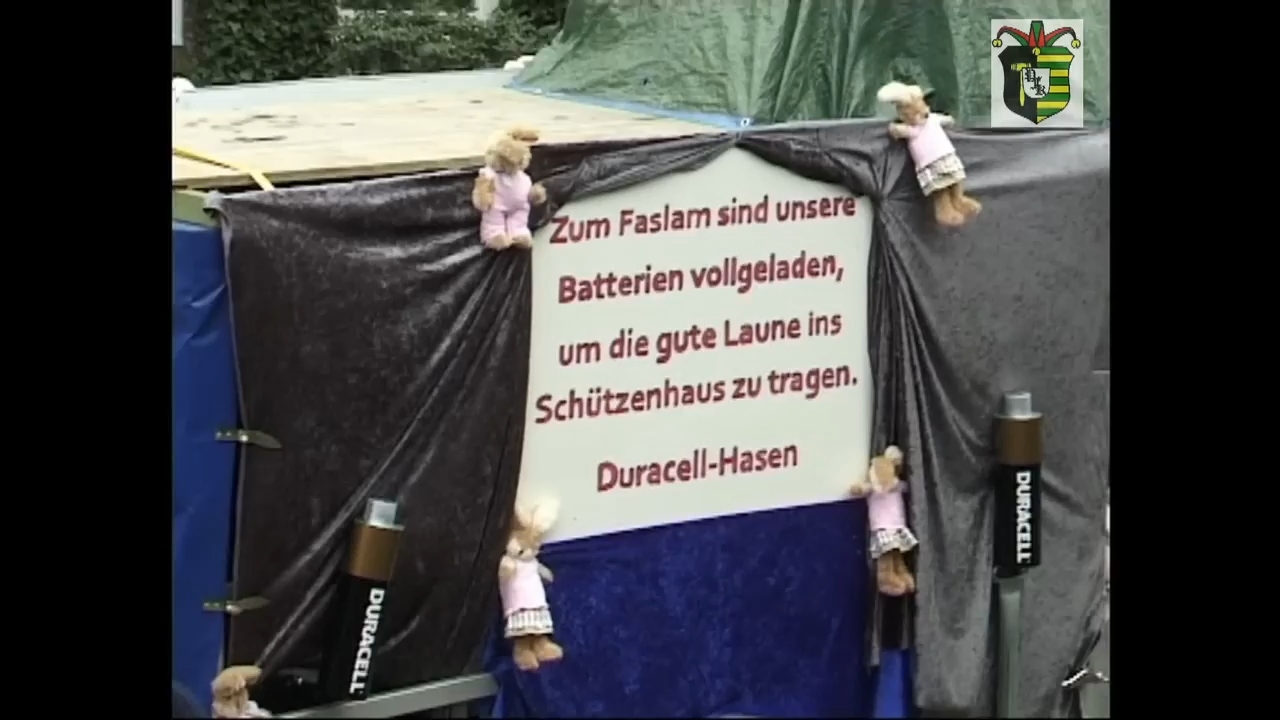 Zum Faslam sind unsere
Batterien vollgeladen,
um die gute Laune ins
Schützenhaus zu tragen.
Duracell-Hasen
DURACELL
DURACELL